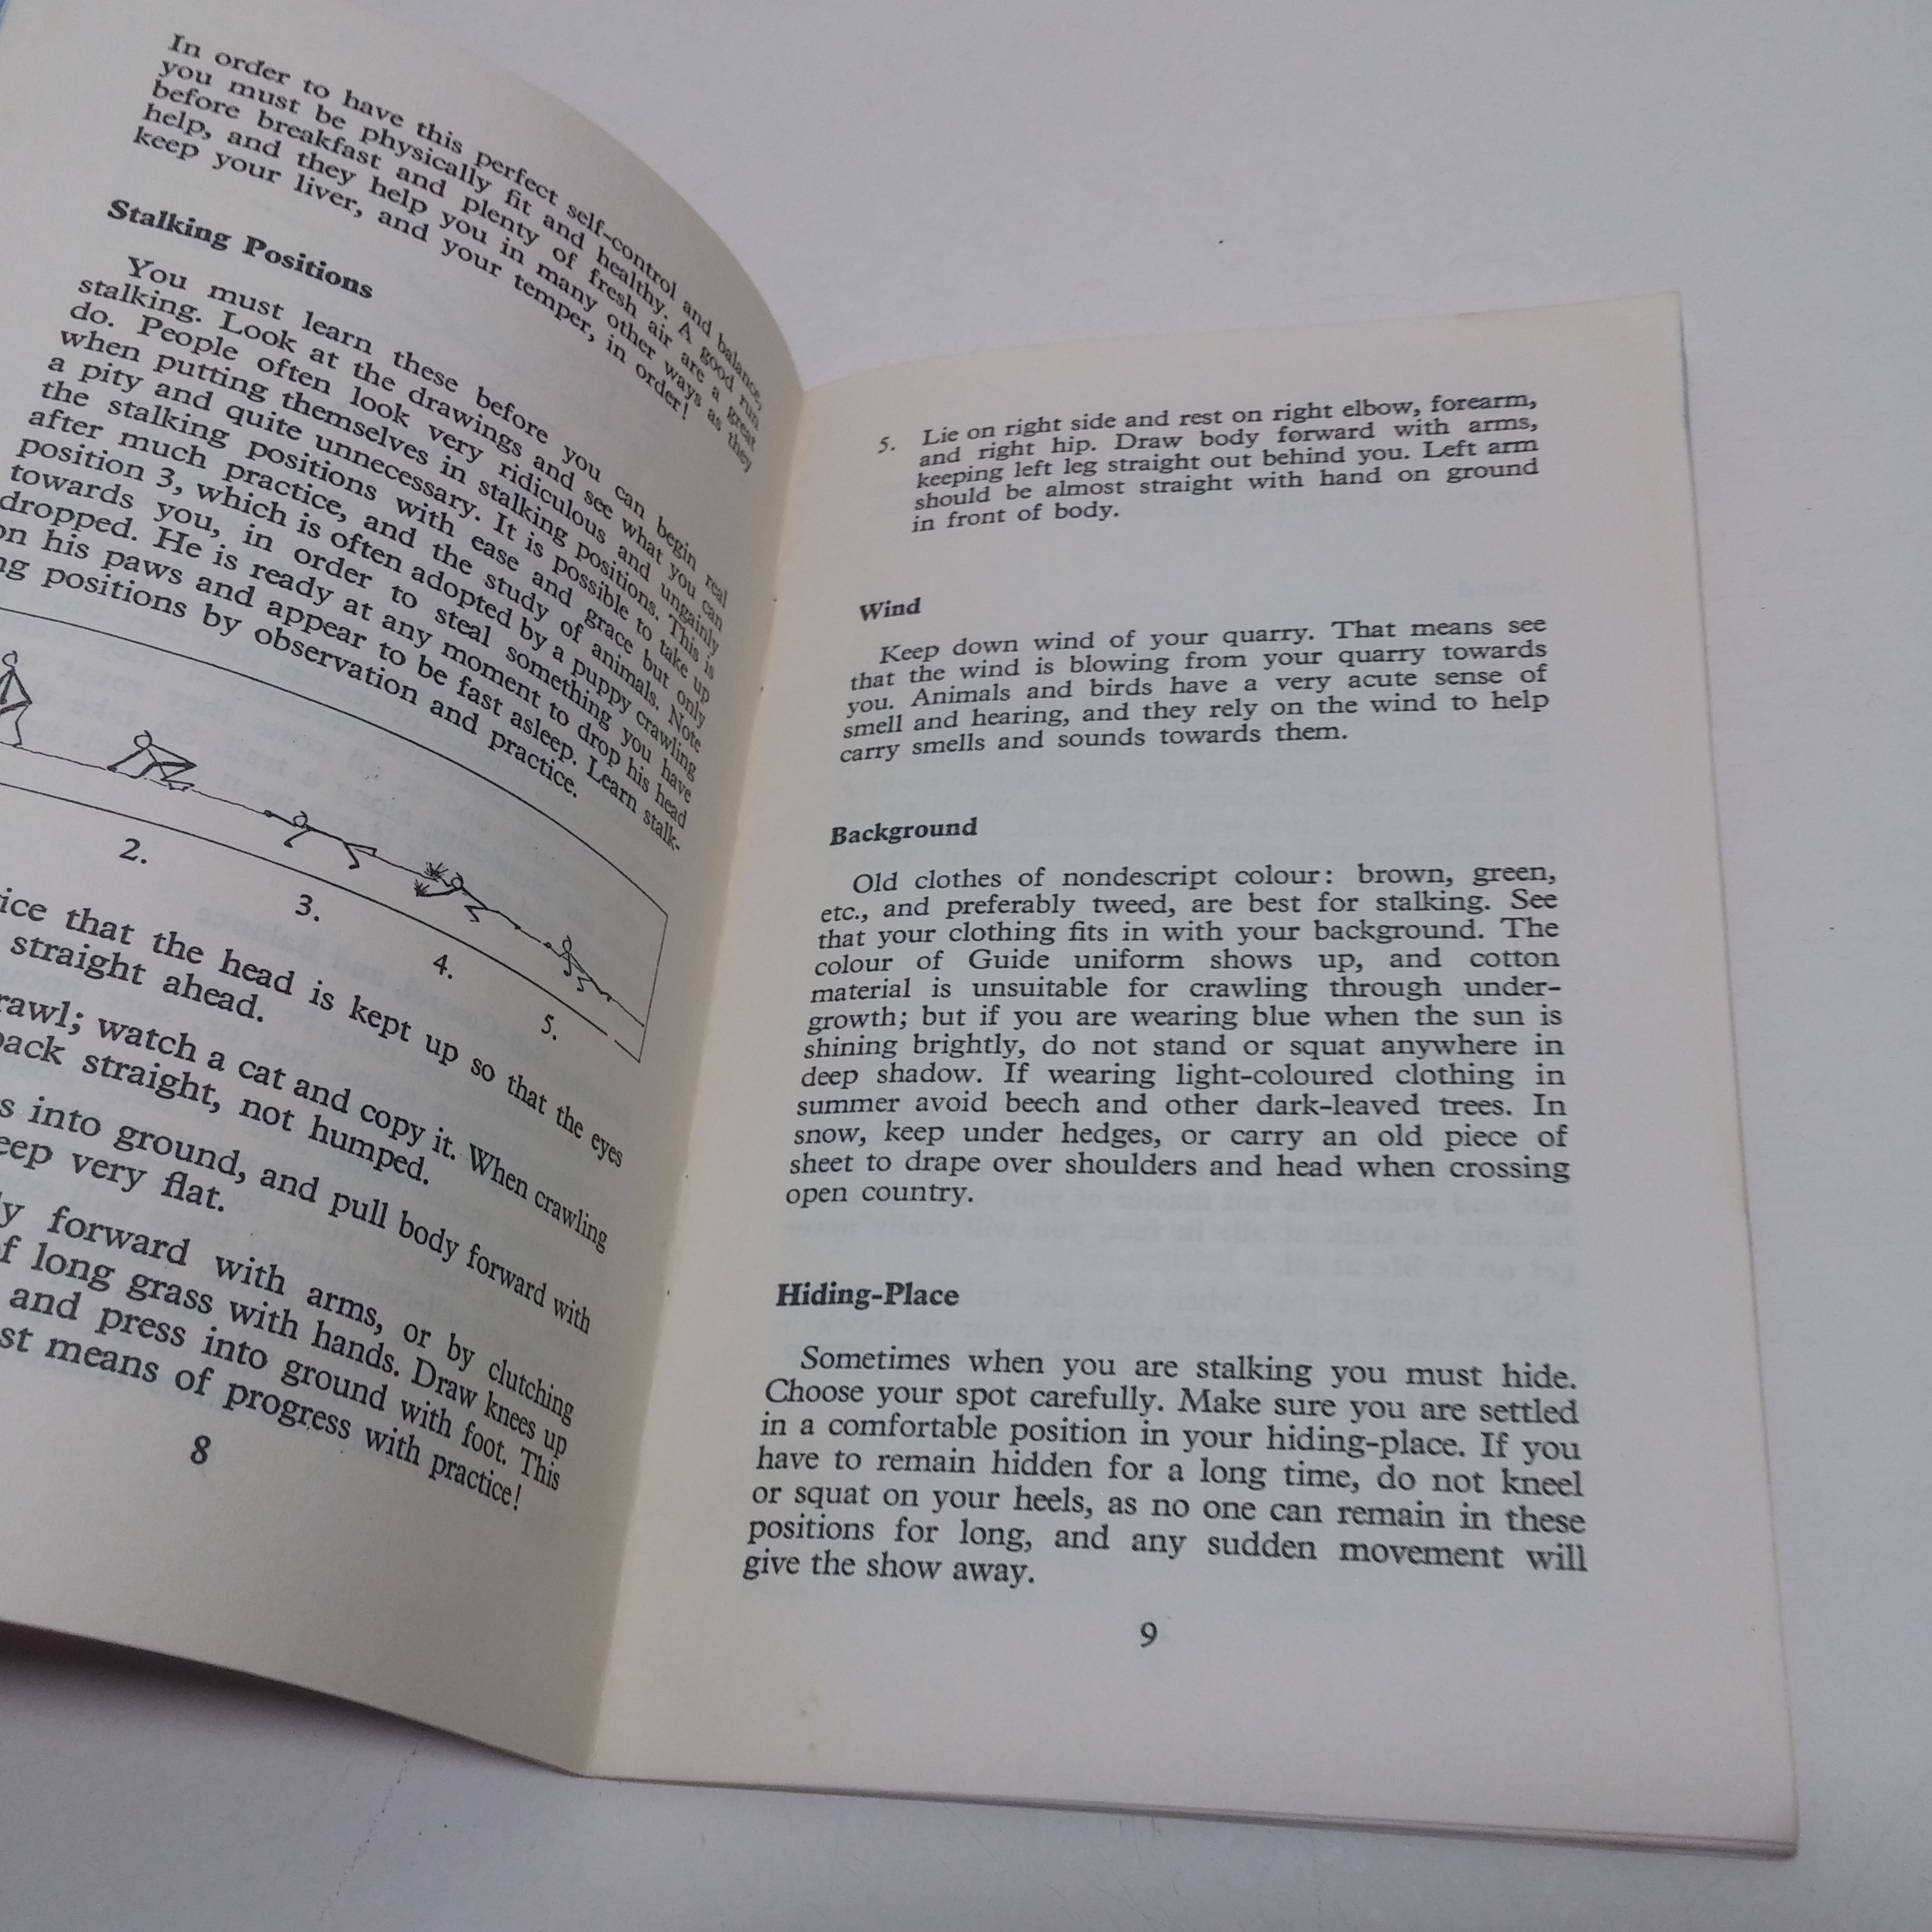 In order to have this perfect self-control and balance,
you must be physically fit and healthy. A good run
before breakfast and plenty of fresh air are a great
help, and they help you in many other ways as they
keep your liver, and your temper, in order!
Stalking Positions
You must learn these before you can begin real
stalking. Look at the drawings and see what you can
do. People often look very ridiculous and ungainly
when putting themselves in stalking positions. This is
a pity and quite unnecessary. It is possible to take up
the stalking positions with ease and grace but only
after much practice, and the study of animals. Note
position 3, which is often adopted by a puppy crawling
towards you, in order to steal something you have
dropped. He is ready at any moment to drop his head
on his paws and appear to be fast asleep. Learn stalk-
ng positions by observation and practice.
2.
3.
4.
5.
ice that the head is kept up so that the eyes
straight ahead.
rawl; watch a cat and copy it. When crawling
back straight, not humped.
s into ground, and pull body forward with
eep very flat.
y forward with arms, or by clutching
f long grass with hands. Draw knees up
and press into ground with foot. This
st means of progress with practice!
8
5. Lie on right side and rest on right elbow, forearm,
and right hip. Draw body forward with arms,
keeping left leg straight out behind you. Left arm
should be almost straight with hand on ground
in front of body.
Wind
Keep down wind of your quarry. That means see
that the wind is blowing from your quarry towards
you. Animals and birds have a very acute sense of
smell and hearing, and they rely on the wind to help
carry smells and sounds towards them.
Background
Old clothes of nondescript colour: brown, green,
etc., and preferably tweed, are best for stalking. See
that your clothing fits in with your background. The
colour of Guide uniform shows up, and cotton
material is unsuitable for crawling through under-
growth; but if you are wearing blue when the sun is
shining brightly, do not stand or squat anywhere in
deep shadow. If wearing light-coloured clothing in
summer avoid beech and other dark-leaved trees. In
snow, keep under hedges, or carry an old piece of
sheet to drape over shoulders and head when crossing
open country.
Hiding-Place
Sometimes when you are stalking you must hide.
Choose your spot carefully. Make sure you are settled
in a comfortable position in your hiding-place. If you
have to remain hidden for a long time, do not kneel
or squat on your heels, as no one can remain in these
positions for long, and any sudden movement will
give the show away.
9